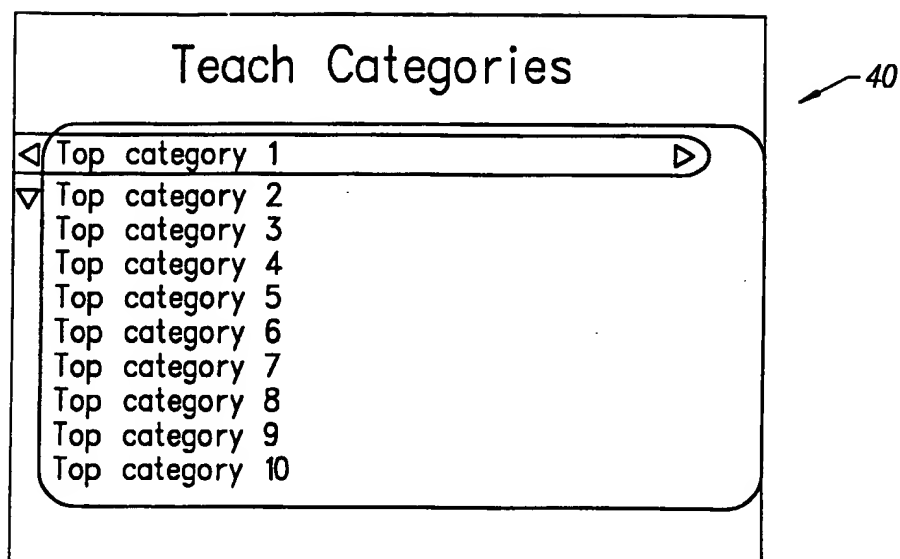 Teach Categories
40
Top category 1
Top category 2
Top category 3
Top category 4
Top category 5
Top category 6
Top category 7
Top category 8
Top category 9
Top category 10